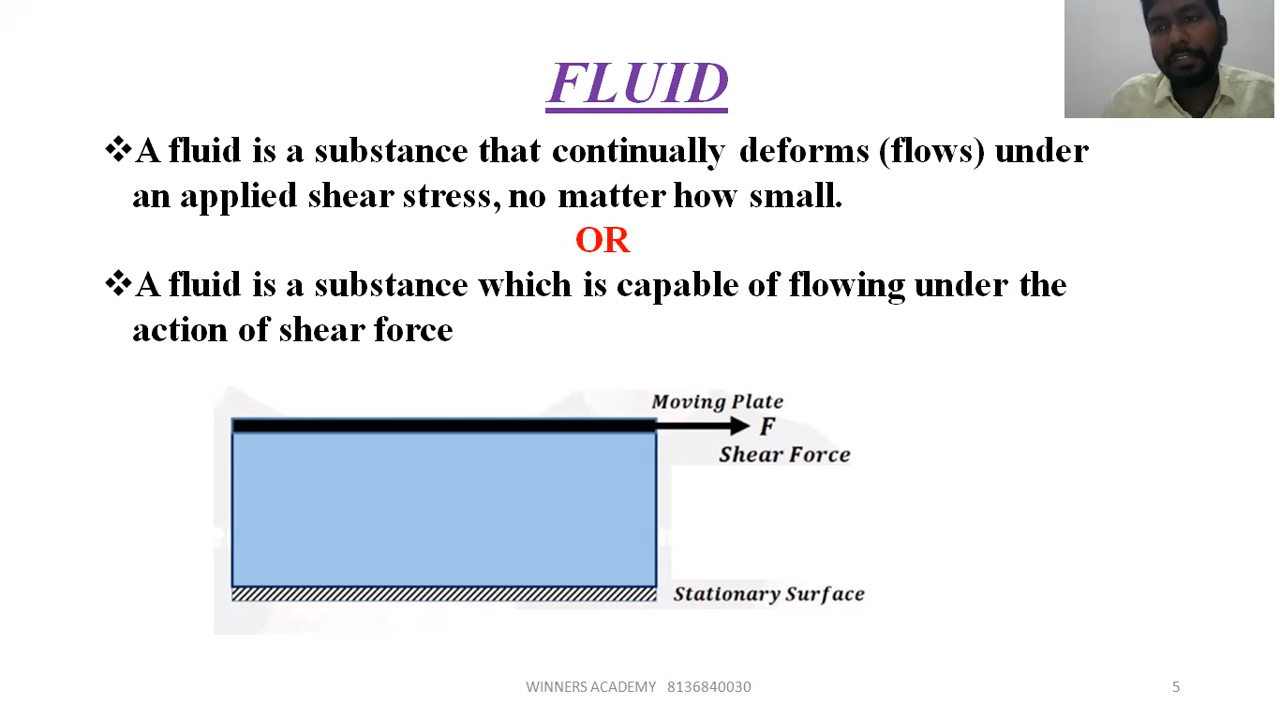 FLUID
❖A fluid is a substance that continually deforms (flows) under
an applied shear stress, no matter how small.
OR
❖A fluid is a substance which is capable of flowing under the
action of shear force
Moving Plate
F
Shear Force
Stationary Surface
WINNERS ACADEMY 8136840030
5